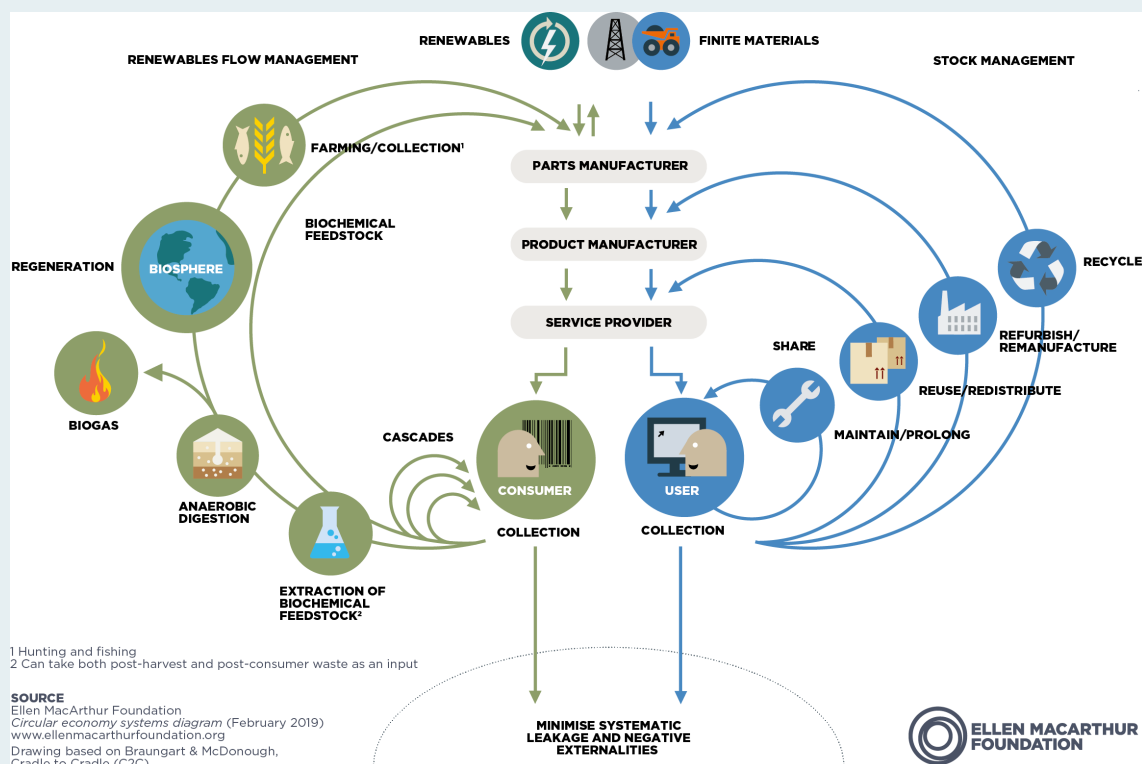 RENEWABLES
FINITE MATERIALS
RENEWABLES FLOW MANAGEMENT
STOCK MANAGEMENT
FARMING/COLLECTION¹
PARTS MANUFACTURER
BIOCHEMICAL
FEEDSTOCK
PRODUCT MANUFACTURER
REGENERATION
BIOSPHERE
RECYCLE
SERVICE PROVIDER
REFURBISH/
REMANUFACTURE
SHARE
REUSE/REDISTRIBUTE
BIOGAS
CASCADES
MAINTAIN/PROLONG
CONSUMER
USER
ANAEROBIC
DIGESTION
COLLECTION
COLLECTION
EXTRACTION OF
BIOCHEMICAL
FEEDSTOCK²
1 Hunting and fishing
2 Can take both post-harvest and post-consumer waste as an input
SOURCE
Ellen MacArthur Foundation
Circular economy systems diagram (February 2019)
www.ellenmacarthurfoundation.org
Drawing based on Braungart & McDonough,
Cradle to Cradle (C2C)
MINIMISE SYSTEMATIC
LEAKAGE AND NEGATIVE
EXTERNALITIES
ELLEN MACARTHUR
FOUNDATION